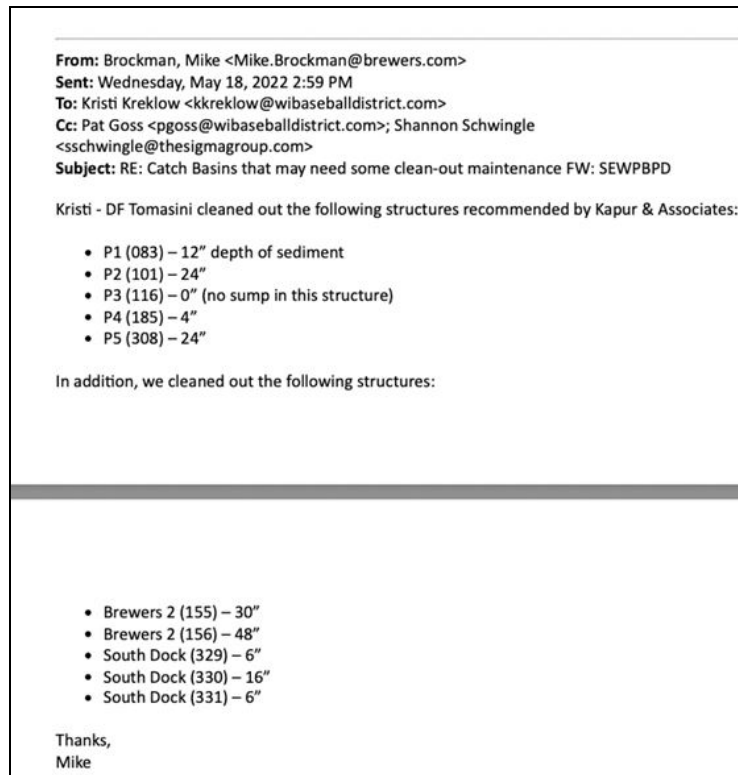 From: Brockman, Mike <Mike.Brockman@brewers.com>
Sent: Wednesday, May 18, 2022 2:59 PM
To: Kristi Kreklow <kkreklow@wibaseballdistrict.com>
Cc: Pat Goss <pgoss@wibaseballdistrict.com>; Shannon Schwingle
<sschwingle@thesigmagroup.com>
Subject: RE: Catch Basins that may need some clean-out maintenance FW: SEWPBPD
Kristi - DF Tomasini cleaned out the following structures recommended by Kapur & Associates:
• P1 (083) – 12” depth of sediment
• P2 (101) – 24”
• P3 (116) – 0” (no sump in this structure)
• P4 (185) – 4”
• P5 (308) – 24”
In addition, we cleaned out the following structures:
• Brewers 2 (155) – 30”
• Brewers 2 (156) – 48”
• South Dock (329) – 6”
• South Dock (330) – 16”
• South Dock (331) – 6”
Thanks,
Mike